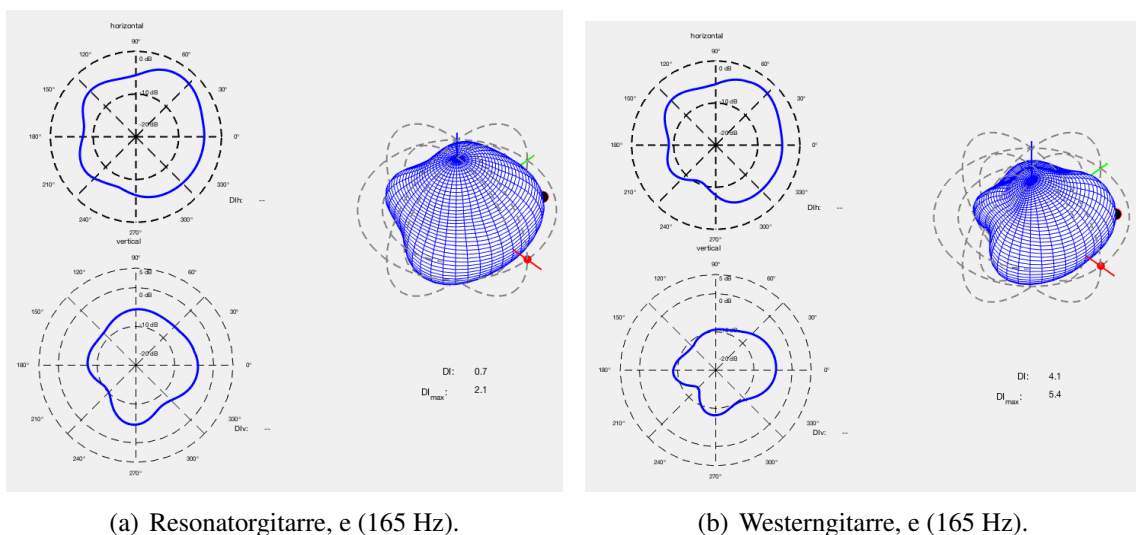 horizontal
90°
120°
60°
0 dB
150°
30°
-10 dB
-20 dB
180°
0°
210°
330°
DIh: --
240°
300°
270°
vertical
90°
120°
60°
5 dB
0 dB
150°
30°
-10 dB
-20 dB
180°
0°
210°
330°
DIv: --
240°
300°
270°
DI: 0.7
DImax: 2.1
horizontal
90°
120°
60°
0 dB
150°
30°
-10 dB
-20 dB
180°
0°
210°
330°
DIh: --
240°
300°
270°
vertical
90°
120°
60°
5 dB
0 dB
150°
30°
-10 dB
-20 dB
180°
0°
210°
330°
DIv: --
240°
300°
270°
DI: 4.1
DImax: 5.4
(a) Resonatorgitarre, e (165 Hz).
(b) Westerngitarre, e (165 Hz).